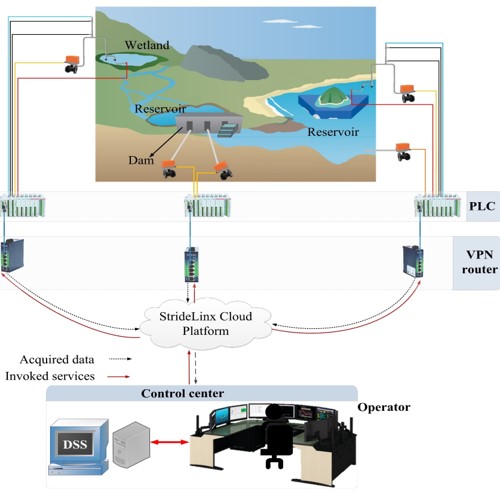 Wetland
Reservoir
Reservoir
Dam
PLC
VPN
router
StrideLinx Cloud
Platform
Acquired data
Invoked services
Control center
Operator
DSS